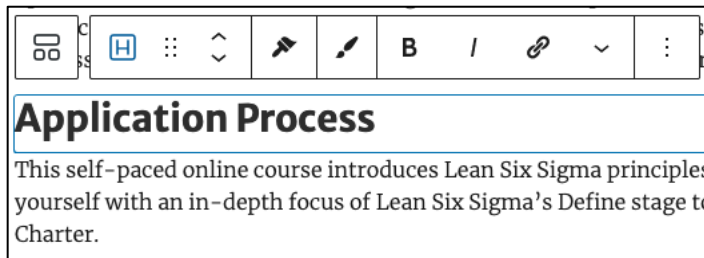 H
B I
Application Process
This self-paced online course introduces Lean Six Sigma principles
yourself with an in-depth focus of Lean Six Sigma’s Define stage to
Charter.